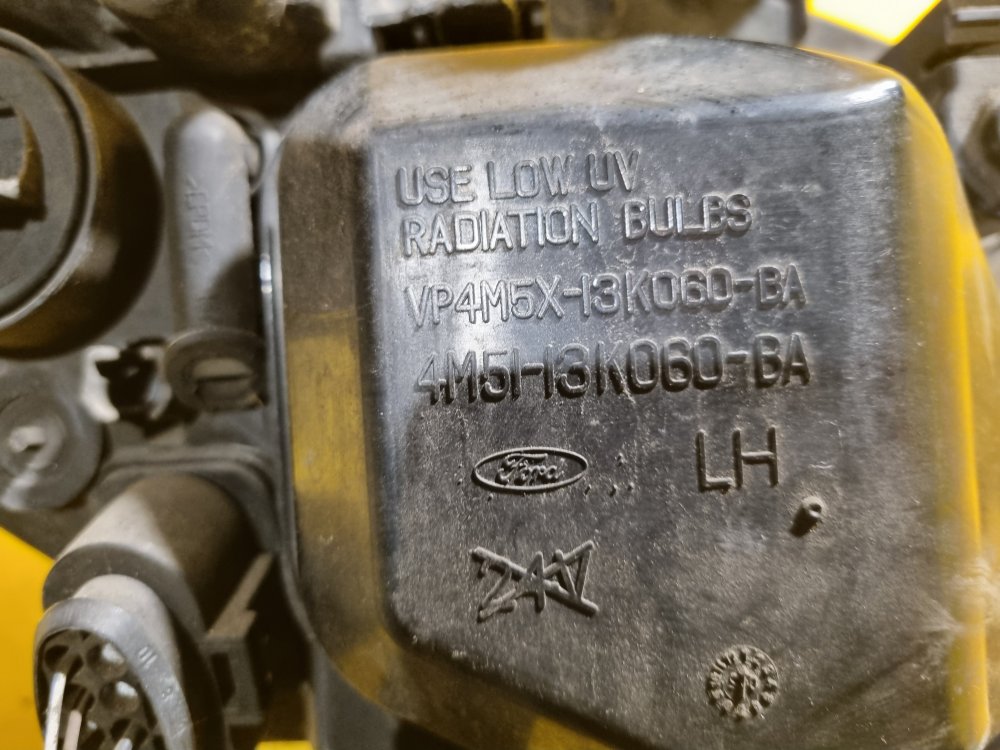 USE LOW UV
RADIATION BULBS
VP4M5X-13K060-BA
4M51-13K060-BA
Ford
LH